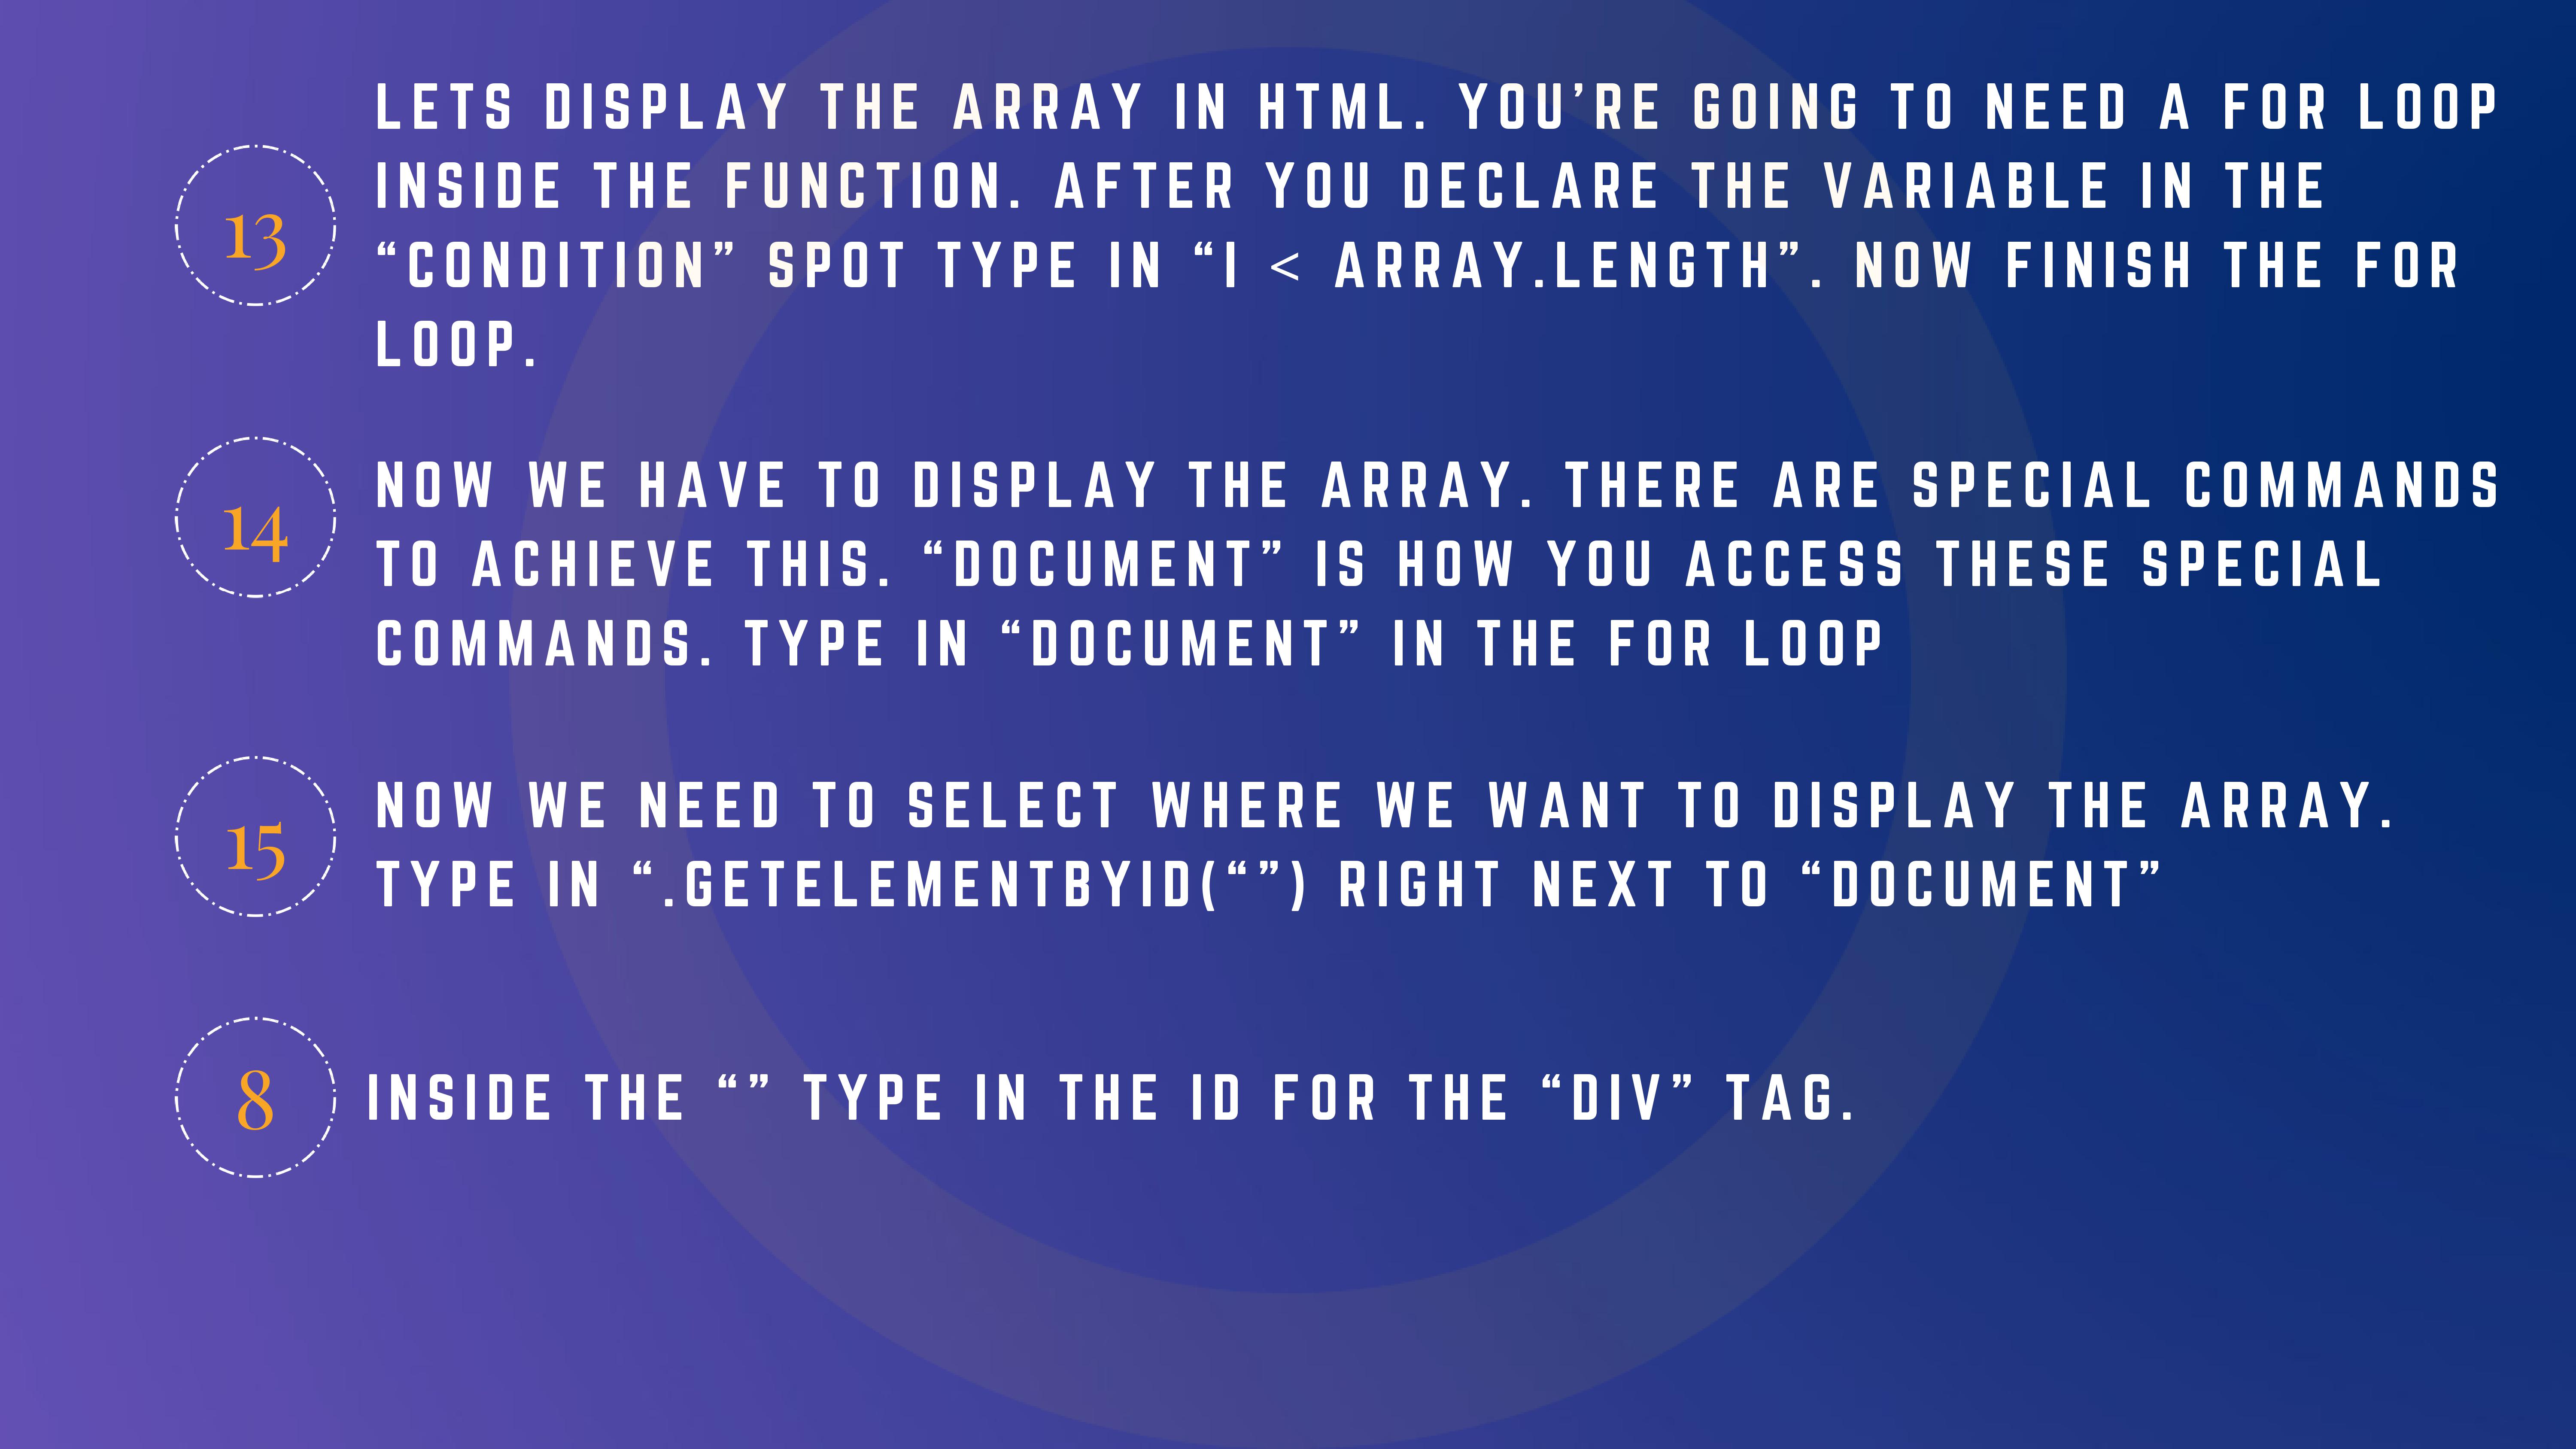 13
LETS DISPLAY THE ARRAY IN HTML. YOU’RE GOING TO NEED A FOR LOOP
INSIDE THE FUNCTION. AFTER YOU DECLARE THE VARIABLE IN THE
“CONDITION” SPOT TYPE IN “I < ARRAY.LENGTH”. NOW FINISH THE FOR
LOOP.
14
NOW WE HAVE TO DISPLAY THE ARRAY. THERE ARE SPECIAL COMMANDS
TO ACHIEVE THIS. “DOCUMENT” IS HOW YOU ACCESS THESE SPECIAL
COMMANDS. TYPE IN “DOCUMENT” IN THE FOR LOOP
15
NOW WE NEED TO SELECT WHERE WE WANT TO DISPLAY THE ARRAY.
TYPE IN “.GETELEMENTBYID(“”) RIGHT NEXT TO “DOCUMENT”
8
INSIDE THE “” TYPE IN THE ID FOR THE “DIV” TAG.